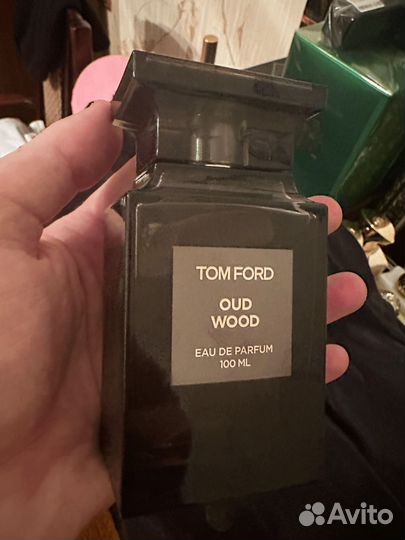 TOM FORD
OUD
WOOD
EAU DE PARFUM
100 ML
Avito